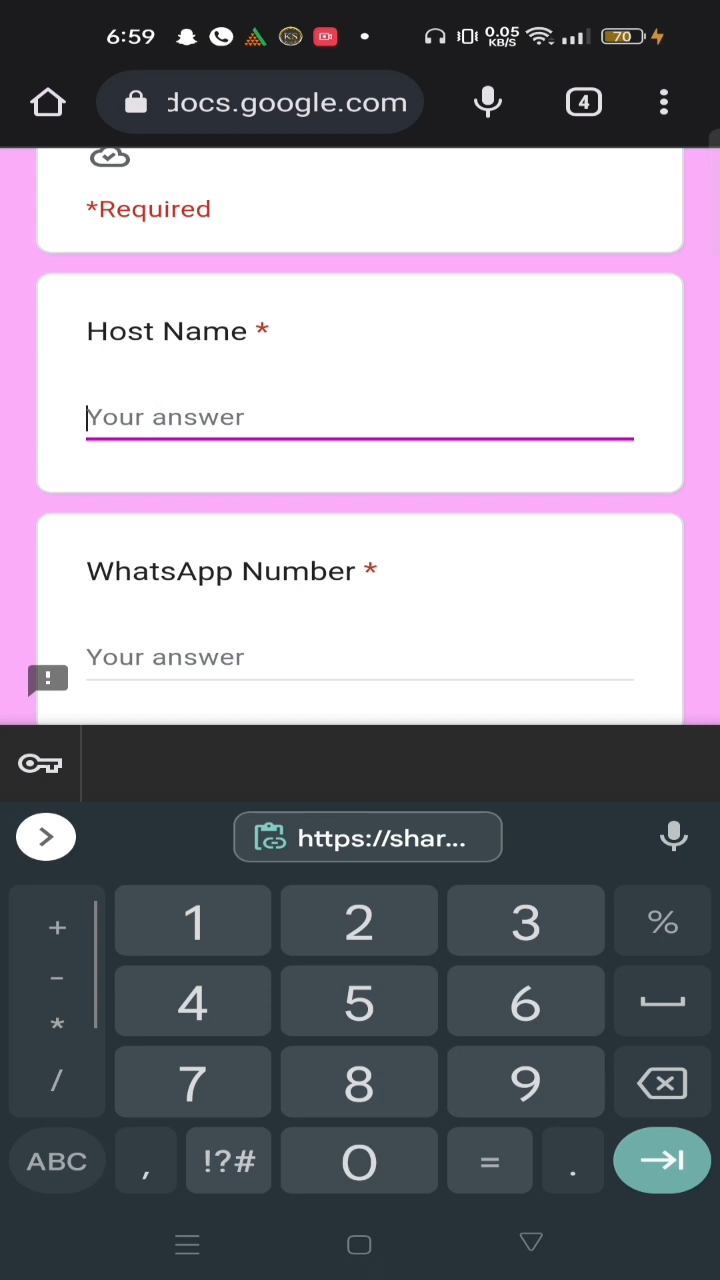 6:59 KS 0.05 KB/S 70
docs.google.com 4
*Required
Host Name *
Your answer
WhatsApp Number *
Your answer
!
https://shar...
+ 1 2 3 %
- 4 5 6
* 7 8 9
/
ABC , !?# 0 = .